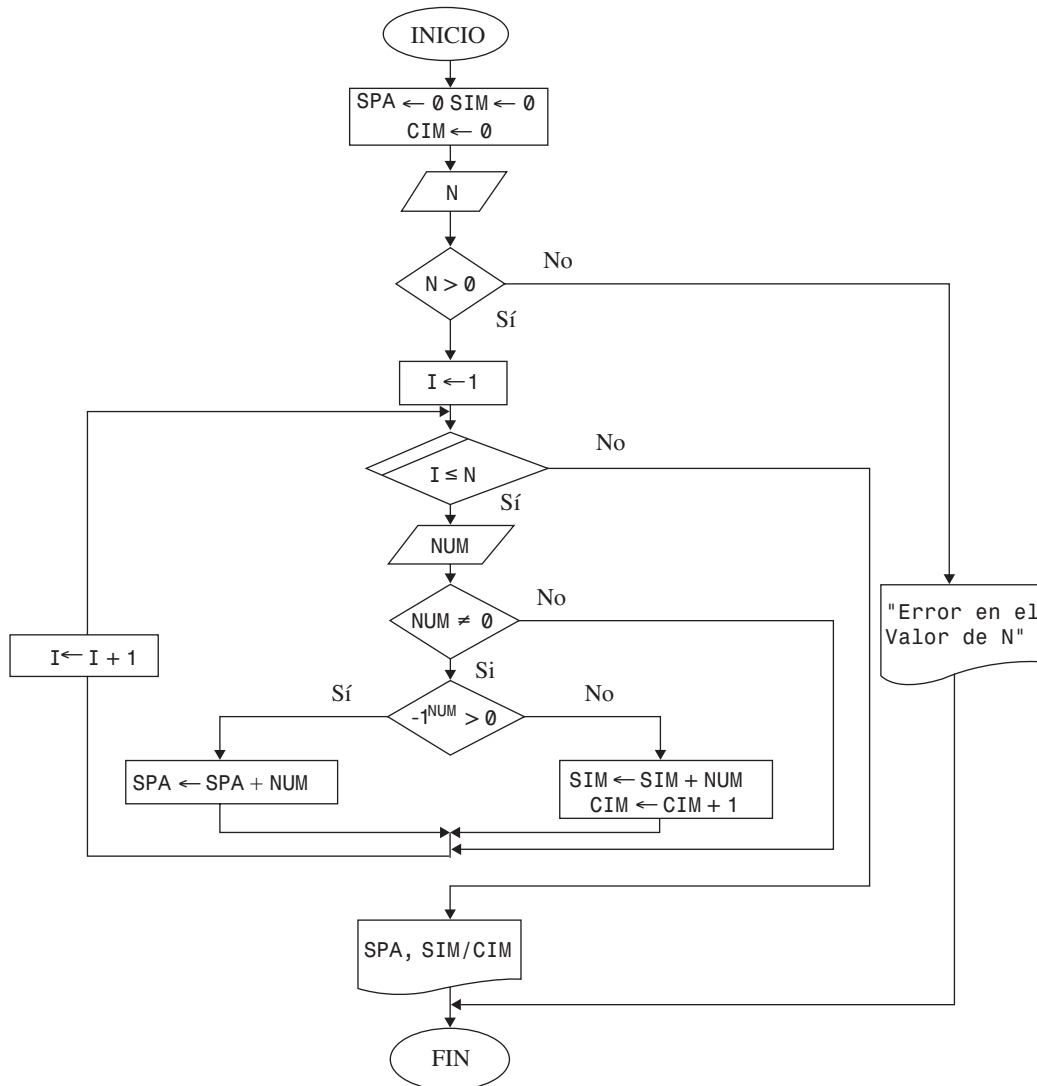 INICIO
SPA ← 0 SIM ← 0
CIM ← 0
N
N > 0
No
Sí
I ← 1
I ≤ N
No
Sí
NUM
NUM ≠ 0
No
Si
"Error en el
Valor de N"
I ← I + 1
-1^NUM > 0
Sí
No
SPA ← SPA + NUM
SIM ← SIM + NUM
CIM ← CIM + 1
SPA, SIM/CIM
FIN